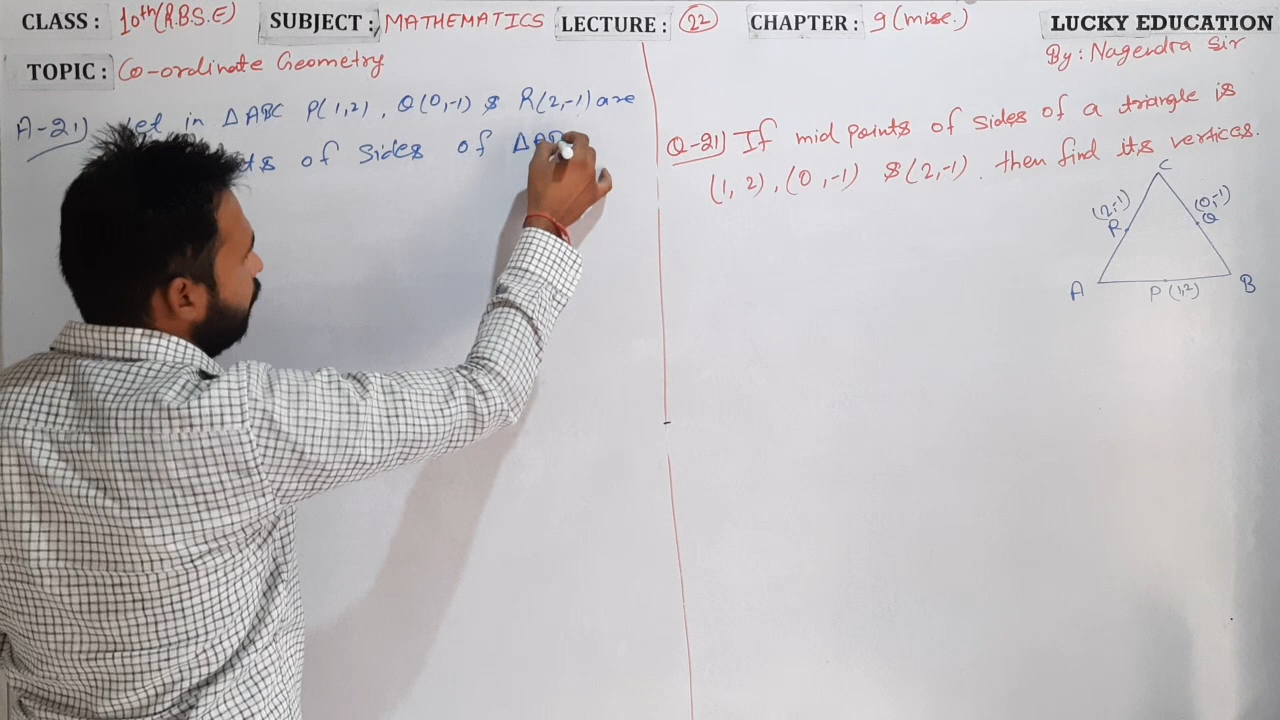 CLASS : 10th (R.B.S.E) SUBJECT : MATHEMATICS LECTURE : 22 CHAPTER : 9 (misc.) LUCKY EDUCATION
By : Nagendra Sir
TOPIC : Co-ordinate Geometry
A-21) Let in ΔABC P(1,2), Q(0,-1) & R(2,-1) are
of sides of
Q-21) If mid points of sides of a triangle is
(1, 2), (0, -1) & (2, -1). then find its vertices.
C
(2,-1) (0,-1)
R Q
A P (1,2) B